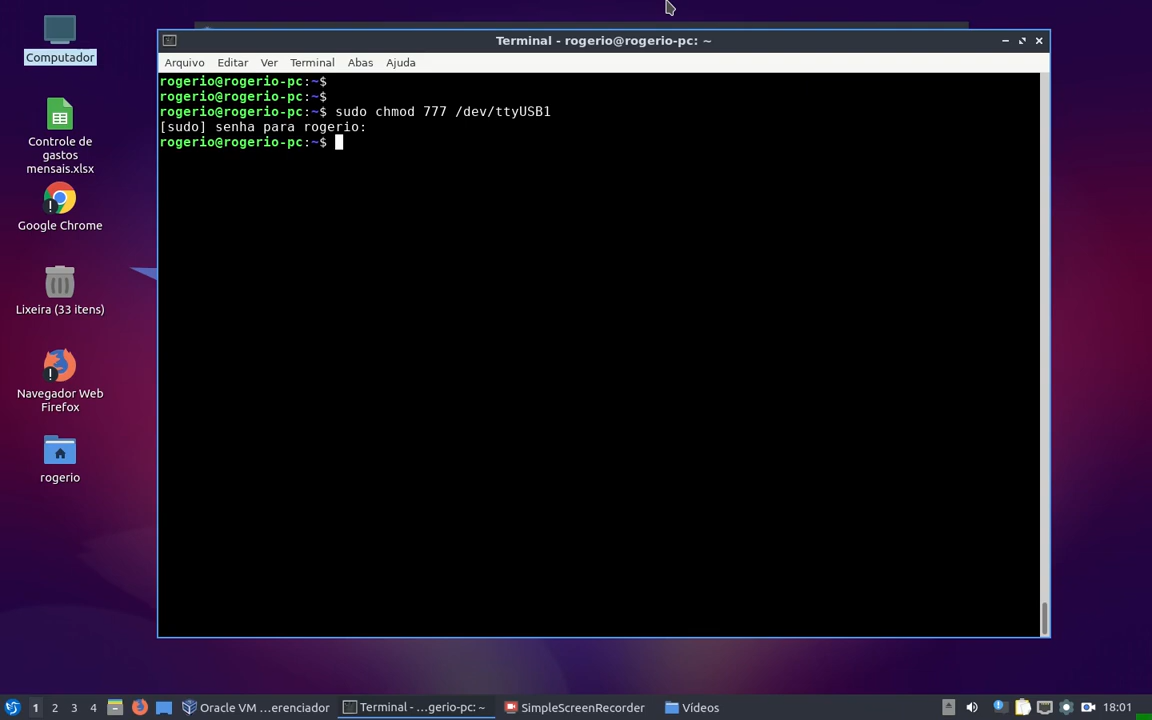 Terminal - rogerio@rogerio-pc: ~
Arquivo Editar Ver Terminal Abas Ajuda
rogerio@rogerio-pc:~$
rogerio@rogerio-pc:~$
rogerio@rogerio-pc:~$ sudo chmod 777 /dev/ttyUSB1
[sudo] senha para rogerio:
rogerio@rogerio-pc:~$
Computador
Controle de
gastos
mensais.xlsx
Google Chrome
Lixeira (33 itens)
Navegador Web
Firefox
rogerio
1 2 3 4 Oracle VM ...erenciador Terminal - ...gerio-pc: ~ SimpleScreenRecorder Vídeos 18:01